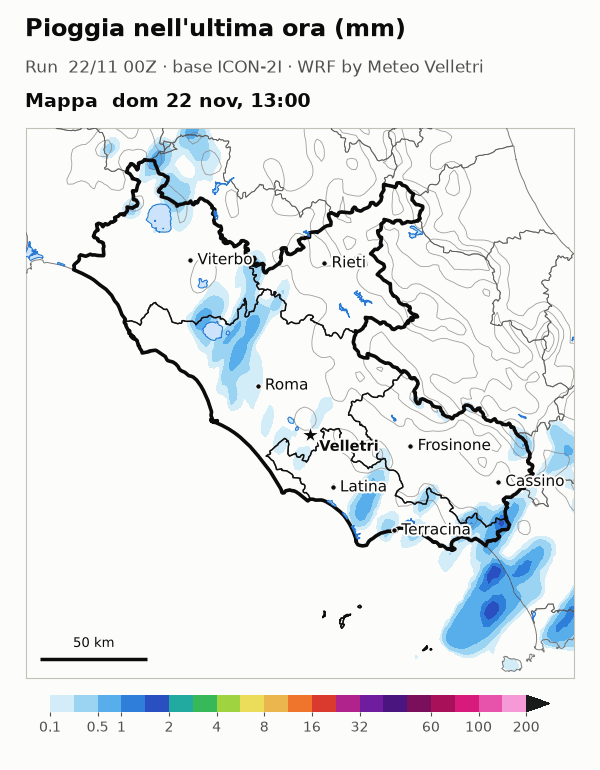 Pioggia nell'ultima ora (mm)
Run  22/11 00Z · base ICON-2I · WRF by Meteo Velletri
Mappa  dom 22 nov, 13:00
Viterbo
Rieti
Roma
Velletri
Frosinone
Cassino
Latina
Terracina
50 km
0.1 0.5 1 2 4 8 16 32 60 100 200